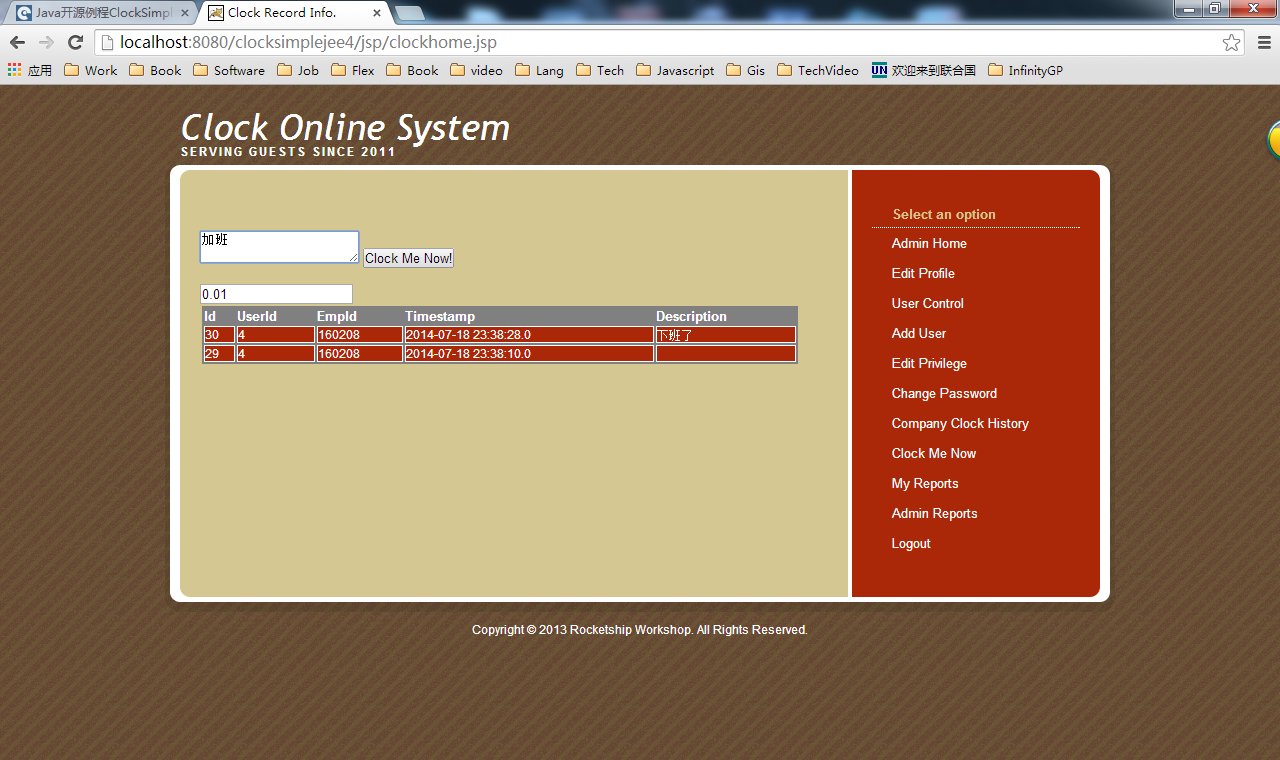 Java开源例程ClockSimpl
Clock Record Info.
localhost:8080/clocksimplejee4/jsp/clockhome.jsp
应用 Work Book Software Job Flex Book video Lang Tech Javascript Gis TechVideo UN 欢迎来到联合国 InfinityGP
Clock Online System
SERVING GUESTS SINCE 2011
加班
Clock Me Now!
0.01
Id UserId EmpId Timestamp Description
30 4 160208 2014-07-18 23:38:28.0 下班了
29 4 160208 2014-07-18 23:38:10.0
Select an option
Admin Home
Edit Profile
User Control
Add User
Edit Privilege
Change Password
Company Clock History
Clock Me Now
My Reports
Admin Reports
Logout
Copyright © 2013 Rocketship Workshop. All Rights Reserved.